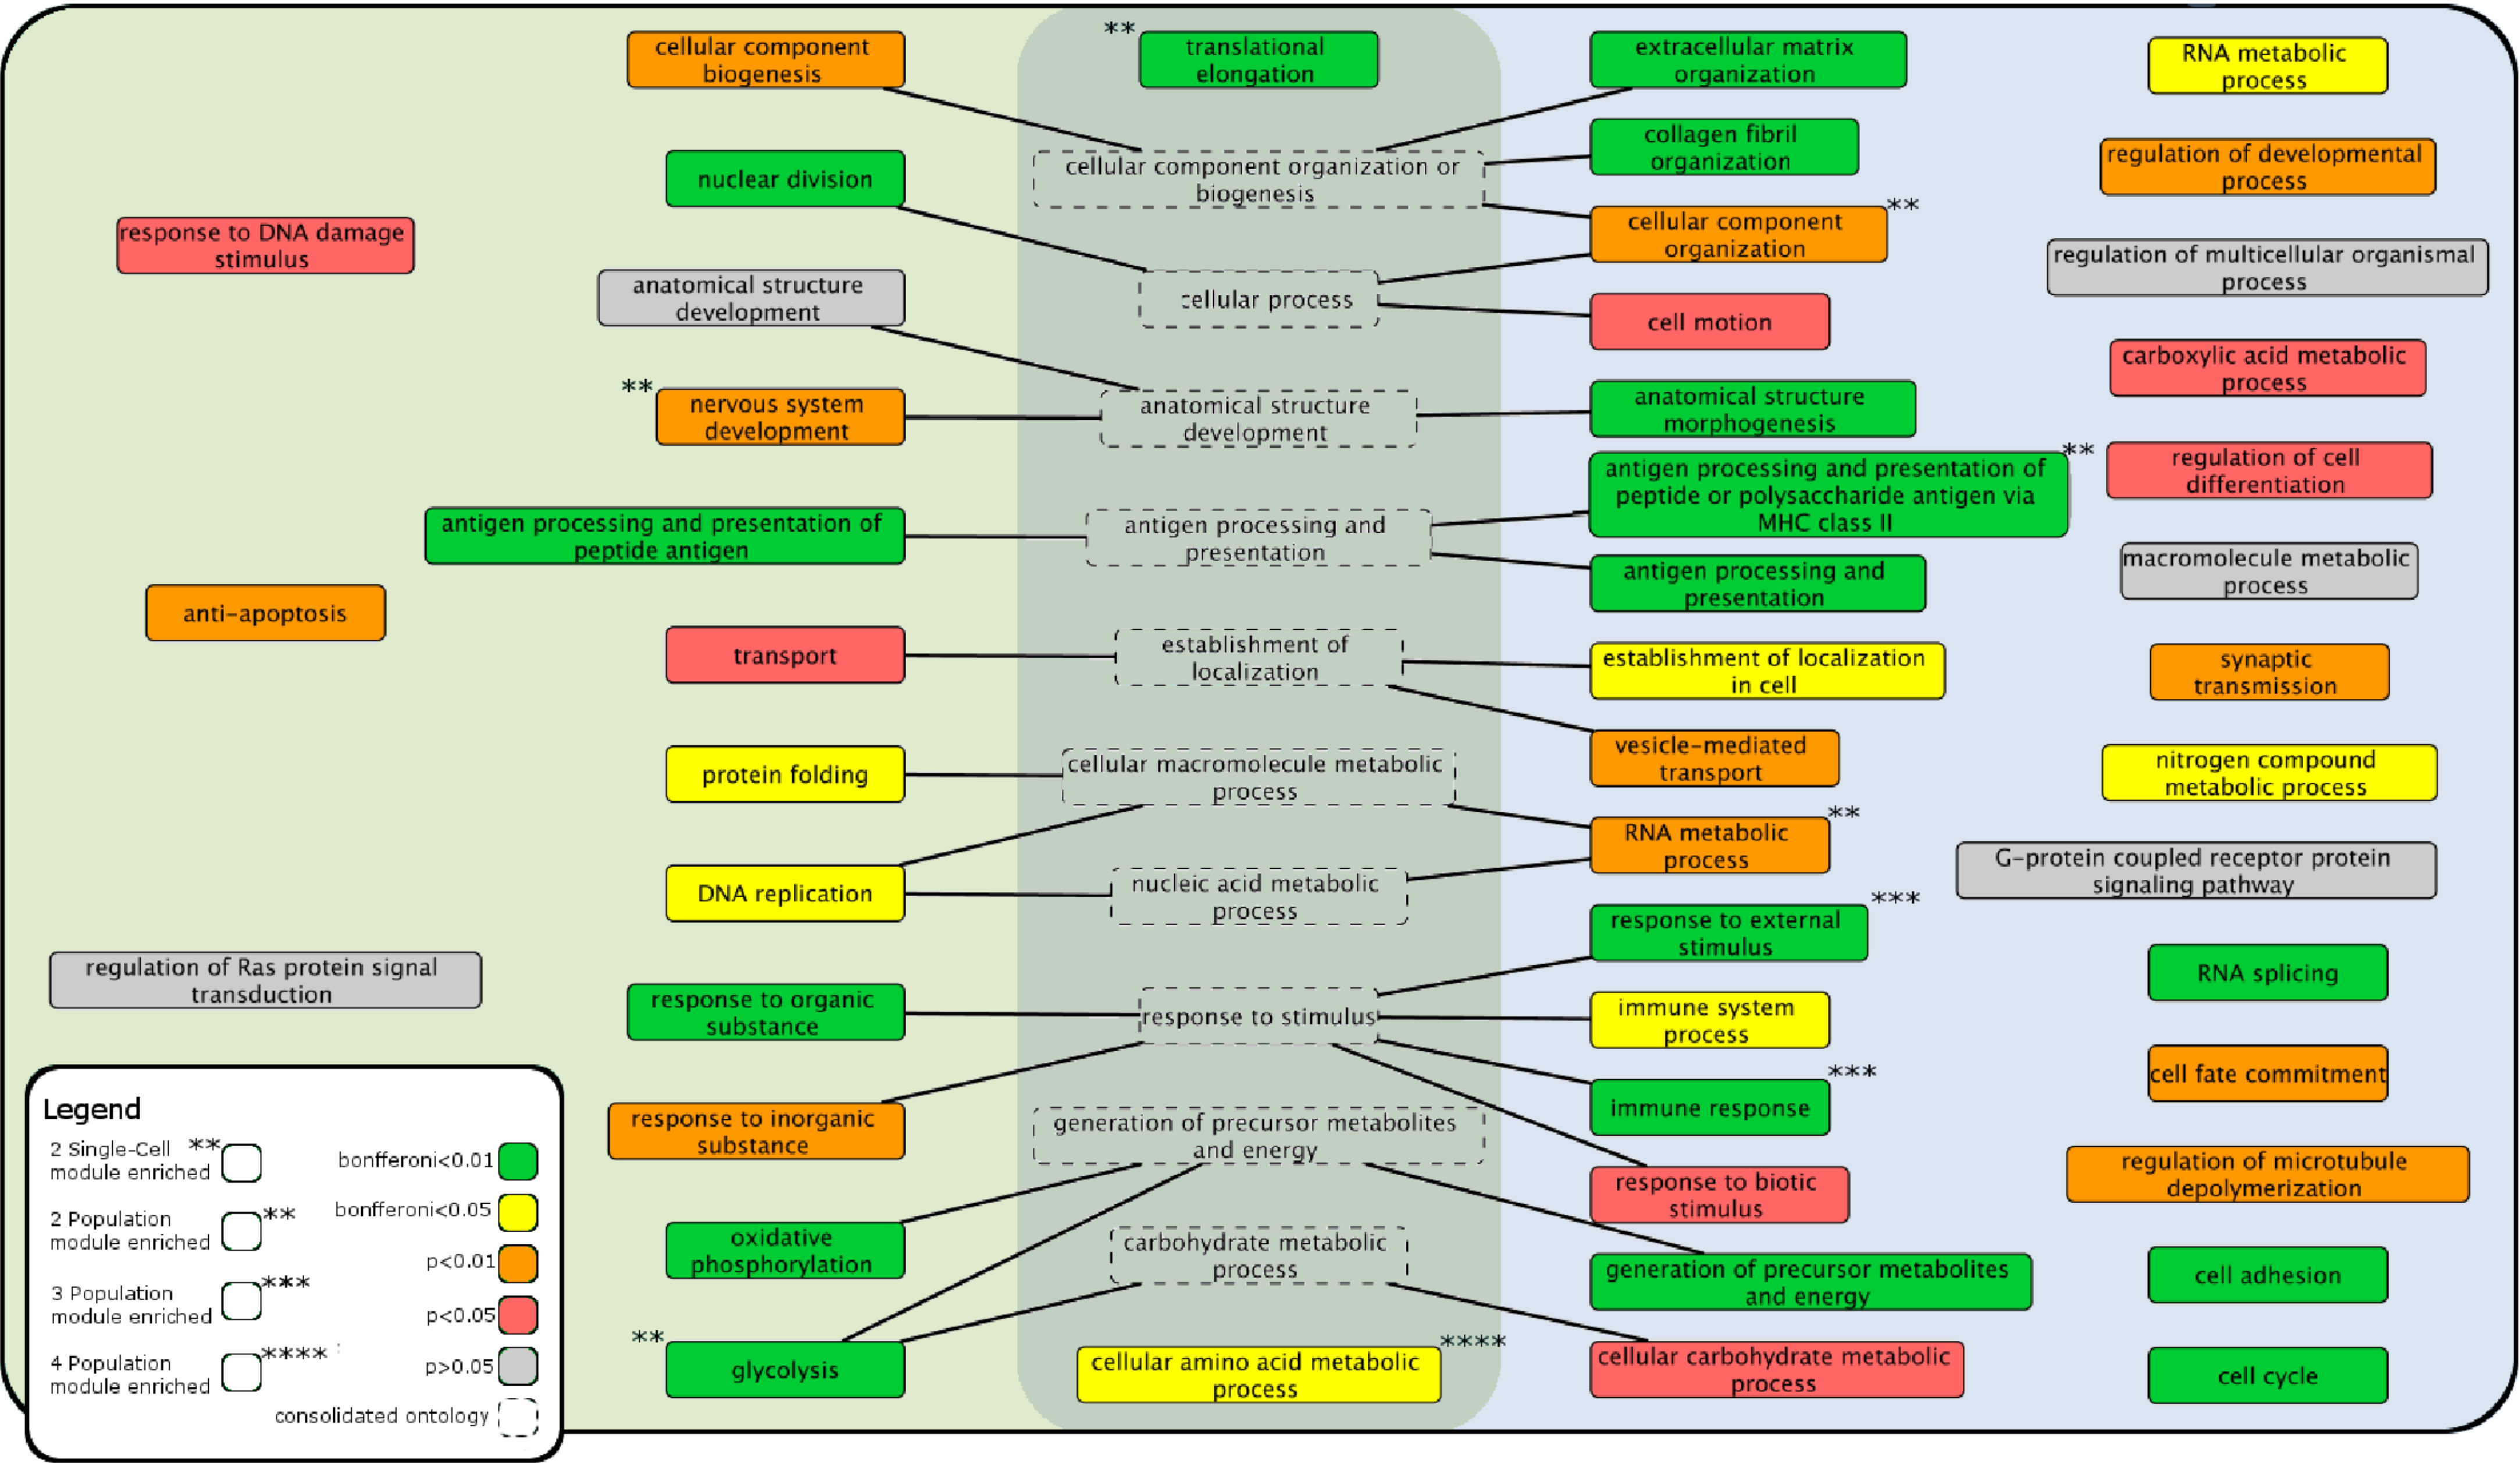 response to DNA damage
stimulus
anti-apoptosis
regulation of Ras protein signal
transduction
cellular component
biogenesis
nuclear division
anatomical structure
development
**
nervous system
development
antigen processing and presentation of
peptide antigen
transport
protein folding
DNA replication
response to organic
substance
response to inorganic
substance
oxidative
phosphorylation
**
glycolysis
**
translational
elongation
cellular component organization or
biogenesis
cellular process
anatomical structure
development
antigen processing and
presentation
establishment of
localization
cellular macromolecule metabolic
process
nucleic acid metabolic
process
response to stimulus
generation of precursor metabolites
and energy
carbohydrate metabolic
process
****
cellular amino acid metabolic
process
extracellular matrix
organization
collagen fibril
organization
**
cellular component
organization
cell motion
anatomical structure
morphogenesis
**
antigen processing and presentation of
peptide or polysaccharide antigen via
MHC class II
antigen processing and
presentation
establishment of localization
in cell
vesicle-mediated
transport
**
RNA metabolic
process
***
response to external
stimulus
immune system
process
***
immune response
response to biotic
stimulus
generation of precursor metabolites
and energy
cellular carbohydrate metabolic
process
RNA metabolic
process
regulation of developmental
process
regulation of multicellular organismal
process
carboxylic acid metabolic
process
regulation of cell
differentiation
macromolecule metabolic
process
synaptic
transmission
nitrogen compound
metabolic process
G-protein coupled receptor protein
signaling pathway
RNA splicing
cell fate commitment
regulation of microtubule
depolymerization
cell adhesion
cell cycle
Legend
2 Single-Cell **
module enriched
2 Population **
module enriched
3 Population ***
module enriched
4 Population ****
module enriched
bonfferoni<0.01
bonfferoni<0.05
p<0.01
p<0.05
p>0.05
consolidated ontology